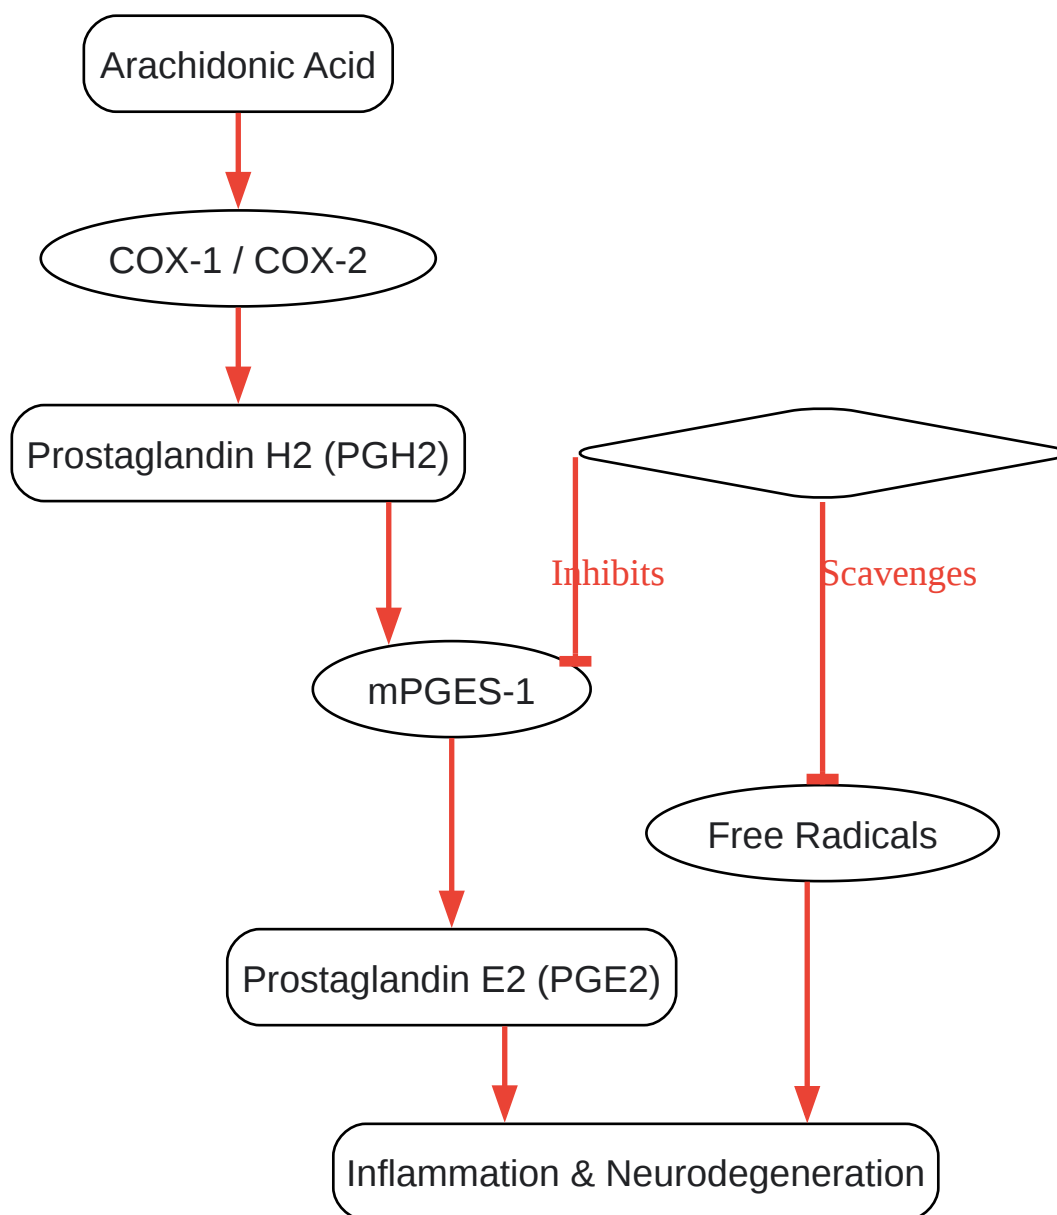 Arachidonic Acid
COX-1 / COX-2
Prostaglandin H2 (PGH2)
Inhibits
Scavenges
mPGES-1
Free Radicals
Prostaglandin E2 (PGE2)
Inflammation & Neurodegeneration